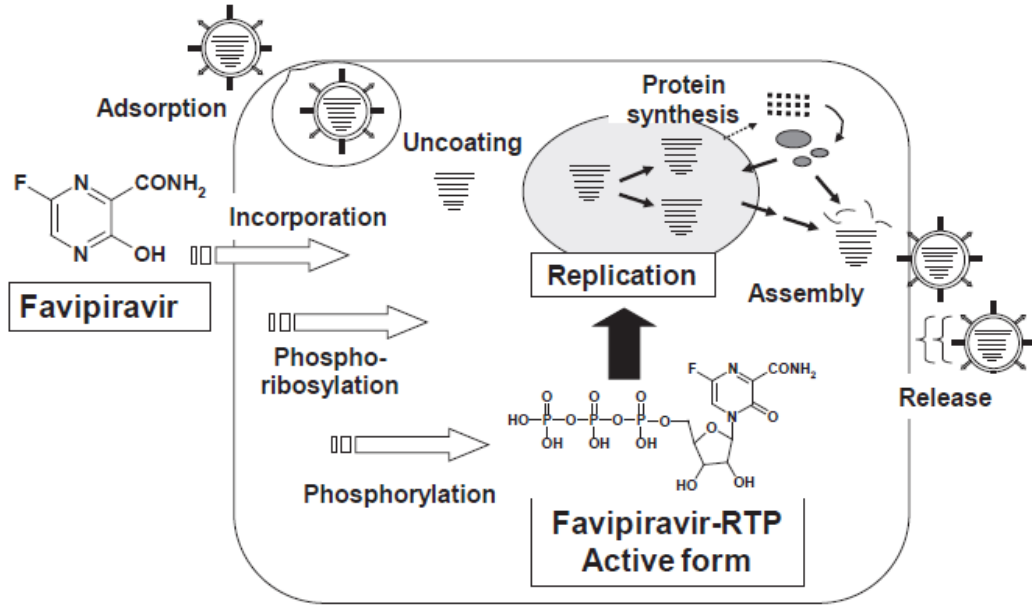 Adsorption
Uncoating
Protein
synthesis
F
N
N
CONH2
OH
Incorporation
Favipiravir
Replication
Assembly
Phospho-
ribosylation
Release
F
N
N
CONH2
O
O
O
O
HO
P
O
P
O
P
O
OH
OH
OH
O
HO
OH
Phosphorylation
Favipiravir-RTP
Active form